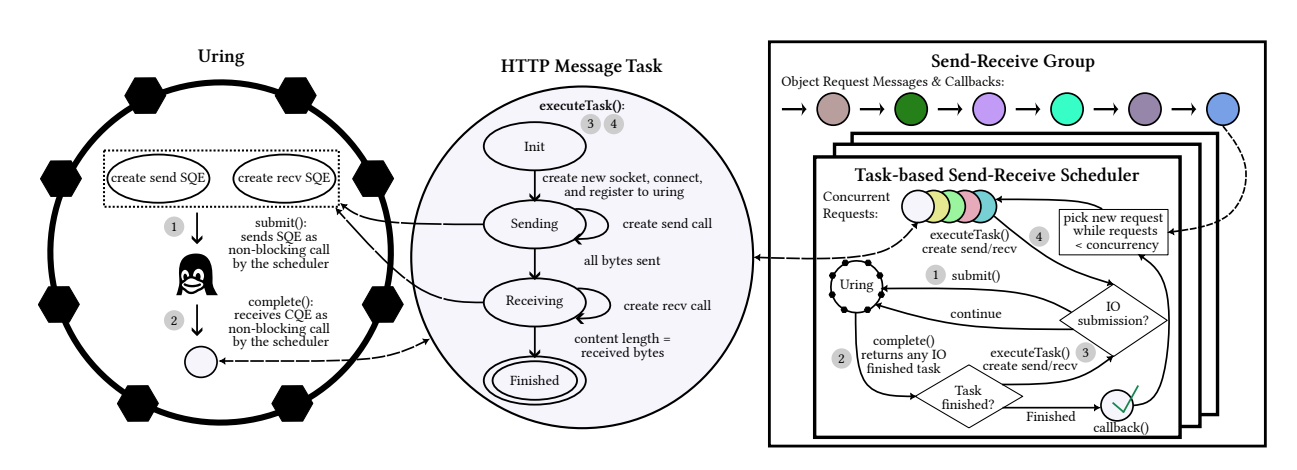 Uring
create send SQE
create recv SQE
1
submit():
sends SQE as
non-blocking call
by the scheduler
2
complete():
receives CQE as
non-blocking call
by the scheduler
HTTP Message Task
executeTask():
3 4
Init
create new socket, connect,
and register to uring
Sending
create send call
all bytes sent
Receiving
create recv call
content length =
received bytes
Finished
Send-Receive Group
Object Request Messages & Callbacks:
Task-based Send-Receive Scheduler
Concurrent
Requests:
pick new request
while requests
< concurrency
executeTask()
create send/recv
4
Uring
1 submit()
continue
IO
submission?
2
complete()
returns any IO
finished task
executeTask()
create send/recv
3
Task
finished?
Finished
callback()